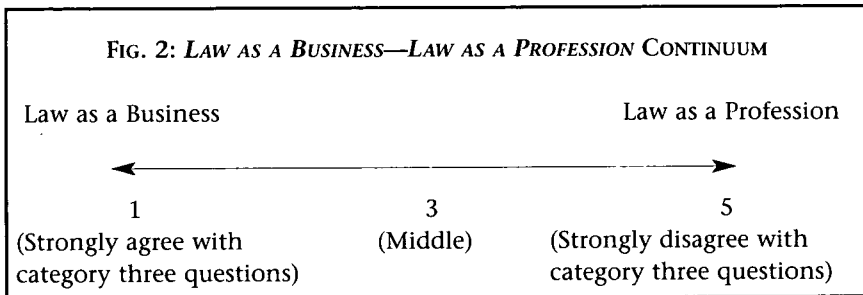 FIG. 2: LAW AS A BUSINESS—LAW AS A PROFESSION CONTINUUM
Law as a Business Law as a Profession
1 3 5
(Strongly agree with (Middle) (Strongly disagree with
category three questions) category three questions)